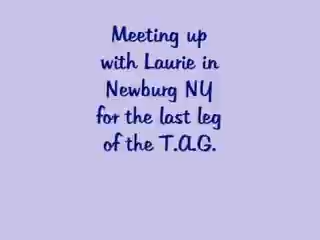 Meeting up
with Laurie in
Newburg NY
for the last leg
of the T.A.G.